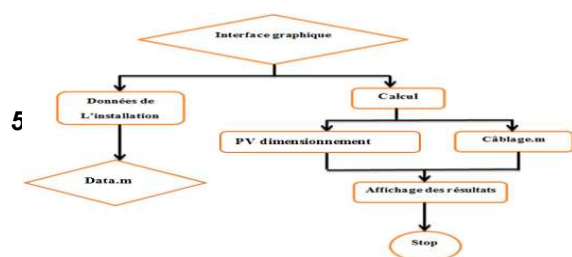 Interface graphique
Données de
L'installation
Calcul
5
PV dimensionnement
Câblage.m
Data.m
Affichage des résultats
Stop